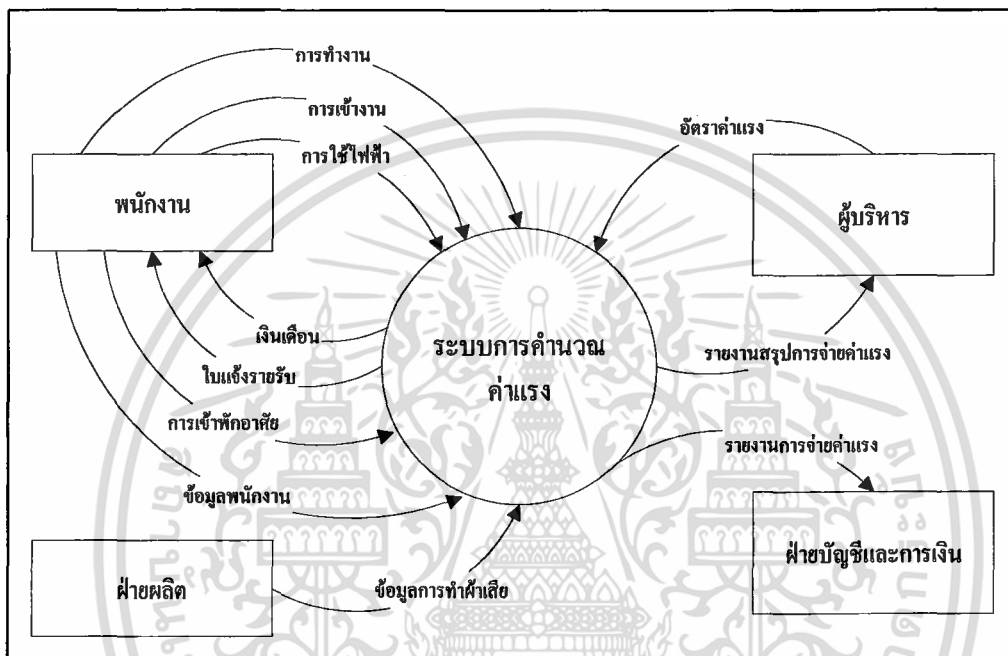 การทำงาน
การเข้างาน
การใช้ไฟฟ้า
อัตราค่าแรง
พนักงาน
ผู้บริหาร
เงินเดือน
ใบแจ้งรายรับ
การเข้าพักอาศัย
ข้อมูลพนักงาน
ระบบการคำนวณ
ค่าแรง
รายงานสรุปการจ่ายค่าแรง
รายงานการจ่ายค่าแรง
ฝ่ายผลิต
ข้อมูลการทำผ้าเสีย
ฝ่ายบัญชีและการเงิน